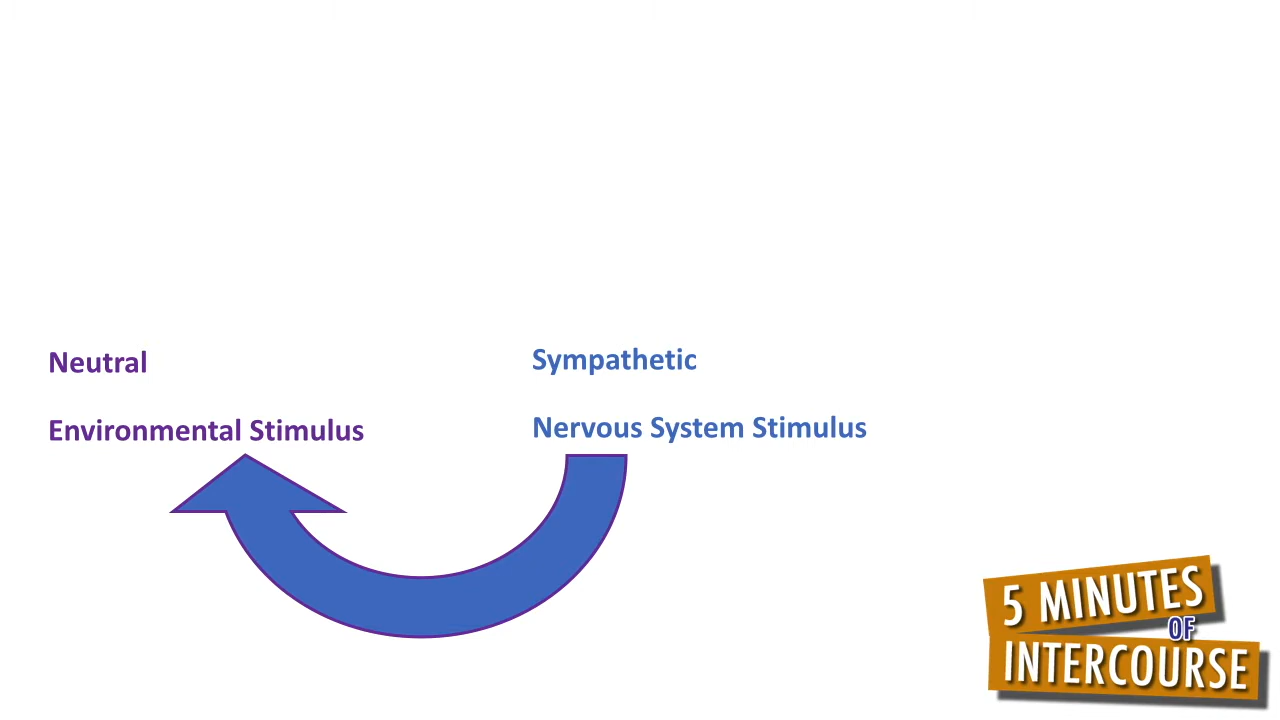 Neutral
Environmental Stimulus
Sympathetic
Nervous System Stimulus
5 MINUTES
OF
INTERCOURSE